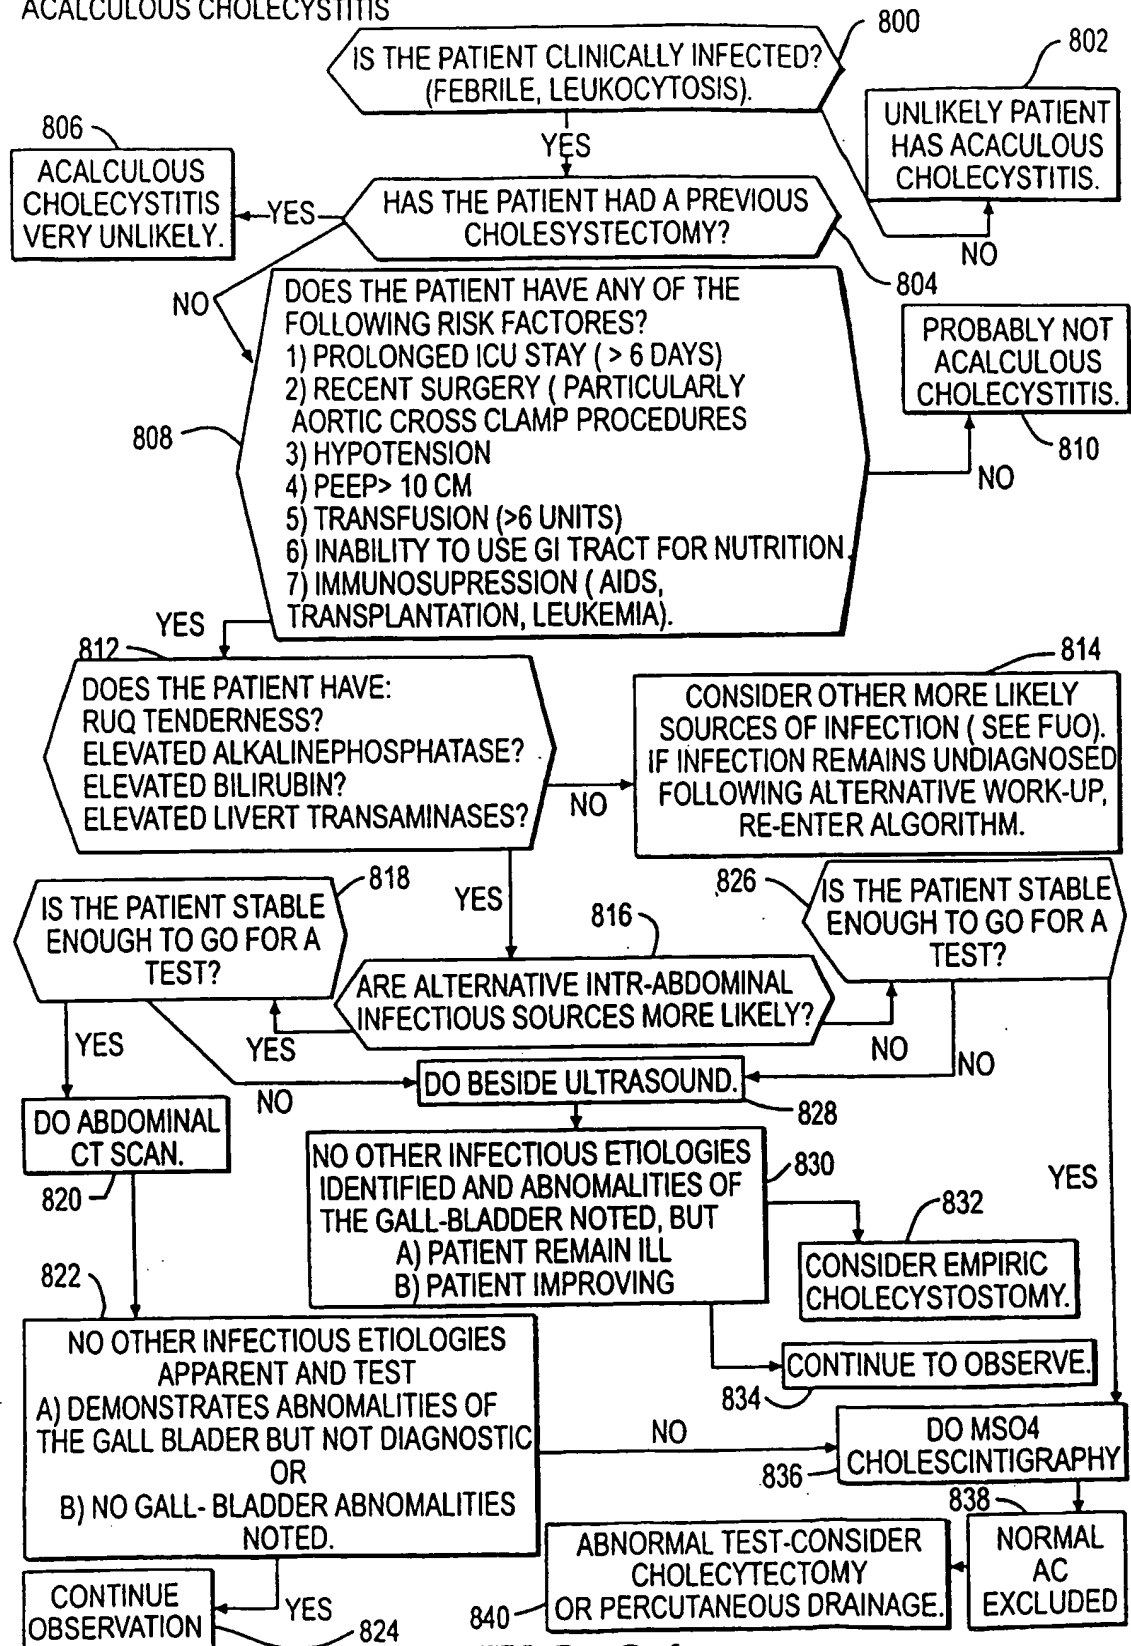 ACALCULOUS CHOLECYSTITIS
IS THE PATIENT CLINICALLY INFECTED?
(FEBRILE, LEUKOCYTOSIS).
800
802
UNLIKELY PATIENT
HAS ACACULOUS
CHOLECYSTITIS.
YES
NO
806
ACALCULOUS
CHOLECYSTITIS
VERY UNLIKELY.
YES
HAS THE PATIENT HAD A PREVIOUS
CHOLESYSTECTOMY?
804
NO
DOES THE PATIENT HAVE ANY OF THE
FOLLOWING RISK FACTORES?
1) PROLONGED ICU STAY ( > 6 DAYS)
2) RECENT SURGERY ( PARTICULARLY
AORTIC CROSS CLAMP PROCEDURES
3) HYPOTENSION
4) PEEP> 10 CM
5) TRANSFUSION (>6 UNITS)
6) INABILITY TO USE GI TRACT FOR NUTRITION.
7) IMMUNOSUPRESSION ( AIDS,
TRANSPLANTATION, LEUKEMIA).
808
PROBABLY NOT
ACALCULOUS
CHOLECYSTITIS.
810
NO
YES
812
DOES THE PATIENT HAVE:
RUQ TENDERNESS?
ELEVATED ALKALINEPHOSPHATASE?
ELEVATED BILIRUBIN?
ELEVATED LIVERT TRANSAMINASES?
NO
814
CONSIDER OTHER MORE LIKELY
SOURCES OF INFECTION ( SEE FUO).
IF INFECTION REMAINS UNDIAGNOSED
FOLLOWING ALTERNATIVE WORK-UP,
RE-ENTER ALGORITHM.
YES
818
IS THE PATIENT STABLE
ENOUGH TO GO FOR A
TEST?
816
ARE ALTERNATIVE INTR-ABDOMINAL
INFECTIOUS SOURCES MORE LIKELY?
826
IS THE PATIENT STABLE
ENOUGH TO GO FOR A
TEST?
YES
YES
NO
NO
NO
DO BESIDE ULTRASOUND.
828
DO ABDOMINAL
CT SCAN.
820
NO OTHER INFECTIOUS ETIOLOGIES
IDENTIFIED AND ABNOMALITIES OF
THE GALL-BLADDER NOTED, BUT
A) PATIENT REMAIN ILL
B) PATIENT IMPROVING
830
YES
832
CONSIDER EMPIRIC
CHOLECYSTOSTOMY.
822
NO OTHER INFECTIOUS ETIOLOGIES
APPARENT AND TEST
A) DEMONSTRATES ABNOMALITIES OF
THE GALL BLADER BUT NOT DIAGNOSTIC
OR
B) NO GALL- BLADDER ABNOMALITIES
NOTED.
CONTINUE TO OBSERVE.
834
NO
DO MSO4
CHOLESCINTIGRAPHY
836
838
NORMAL
AC
EXCLUDED
ABNORMAL TEST-CONSIDER
CHOLECYTECTOMY
OR PERCUTANEOUS DRAINAGE.
840
YES
CONTINUE
OBSERVATION
824